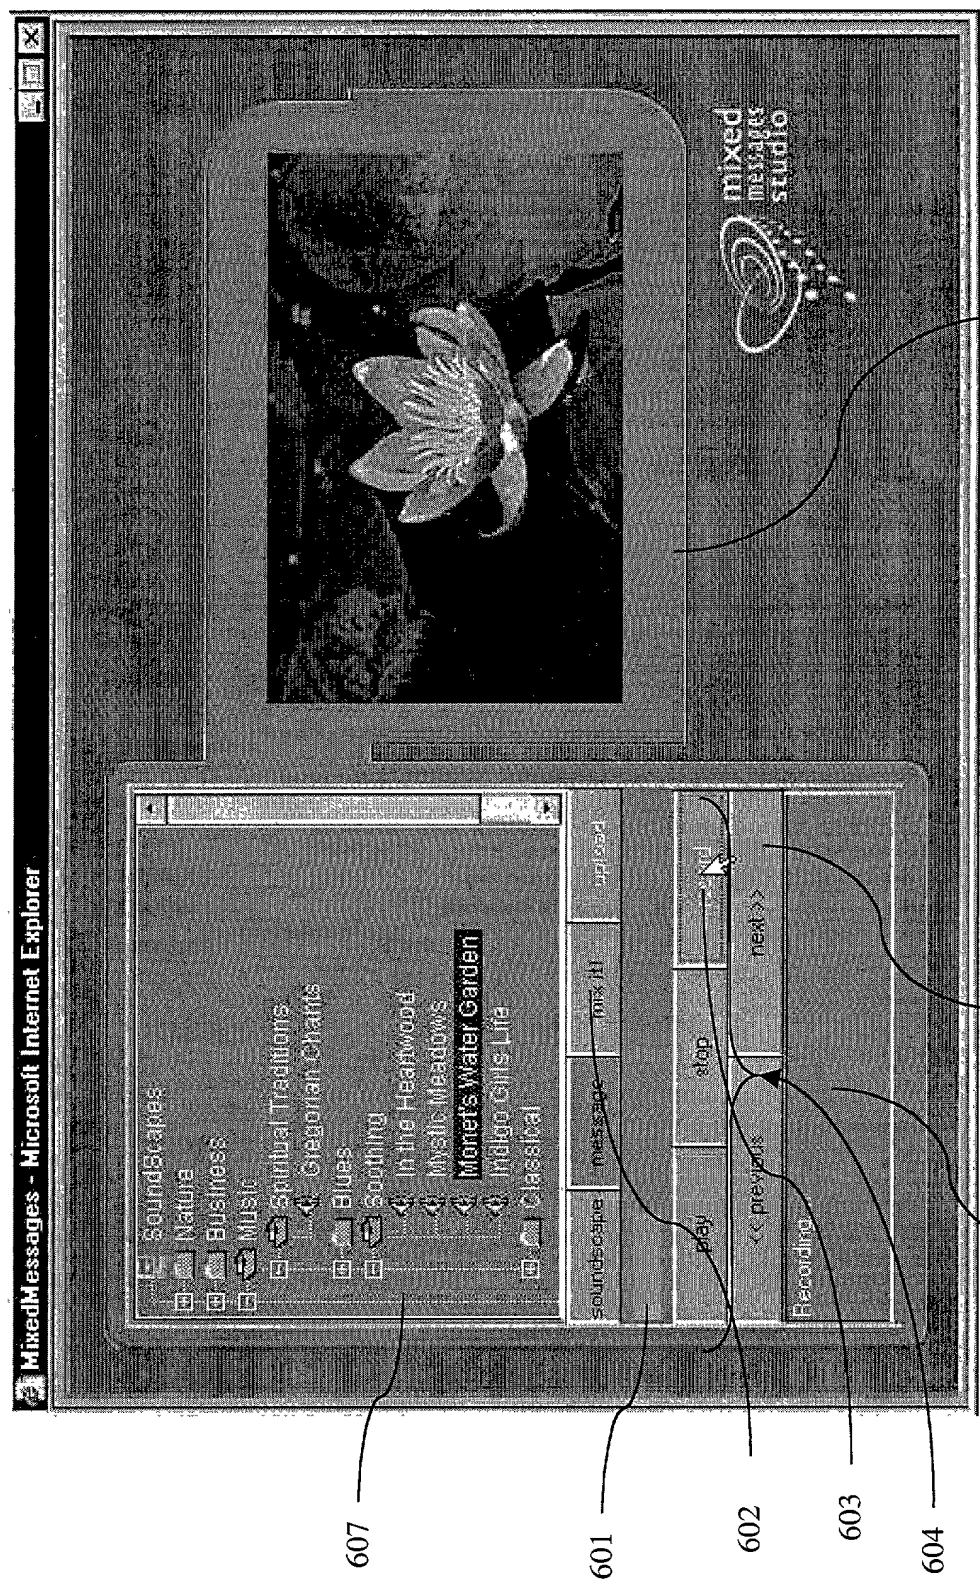 MixedMessages - Microsoft Internet Explorer
SoundScapes
Nature
Business
Music
Spiritual Traditions
Gregorian Chants
Blues
Soothing
In the Heartwood
Mystic Meadows
Monet's Water Garden
Indigo Girls Life
Classical
soundscape message mix it! upload
play stop
<< previous next >>
Recording
mixed
messages
studio
607
601
602
603
604